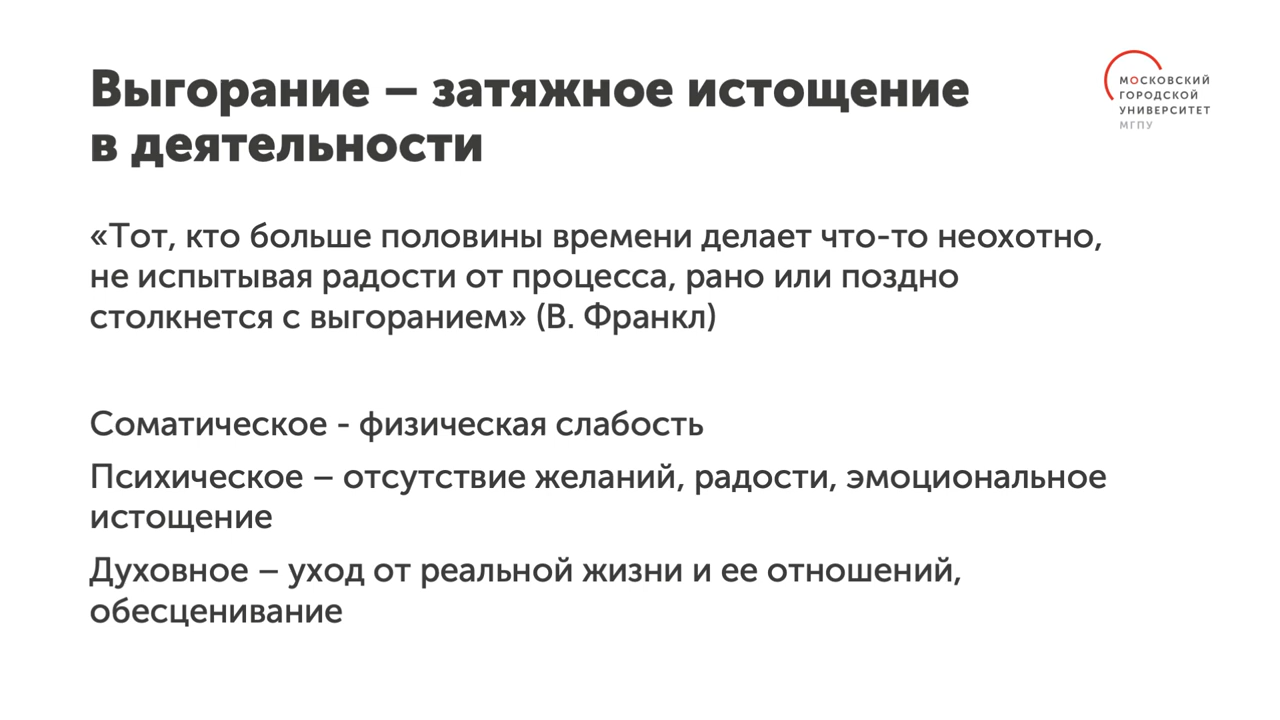 Выгорание – затяжное истощение
в деятельности
МОСКОВСКИЙ
ГОРОДСКОЙ
УНИВЕРСИТЕТ
МГПУ
«Тот, кто больше половины времени делает что-то неохотно,
не испытывая радости от процесса, рано или поздно
столкнется с выгоранием» (В. Франкл)
Соматическое - физическая слабость
Психическое – отсутствие желаний, радости, эмоциональное
истощение
Духовное – уход от реальной жизни и ее отношений,
обесценивание